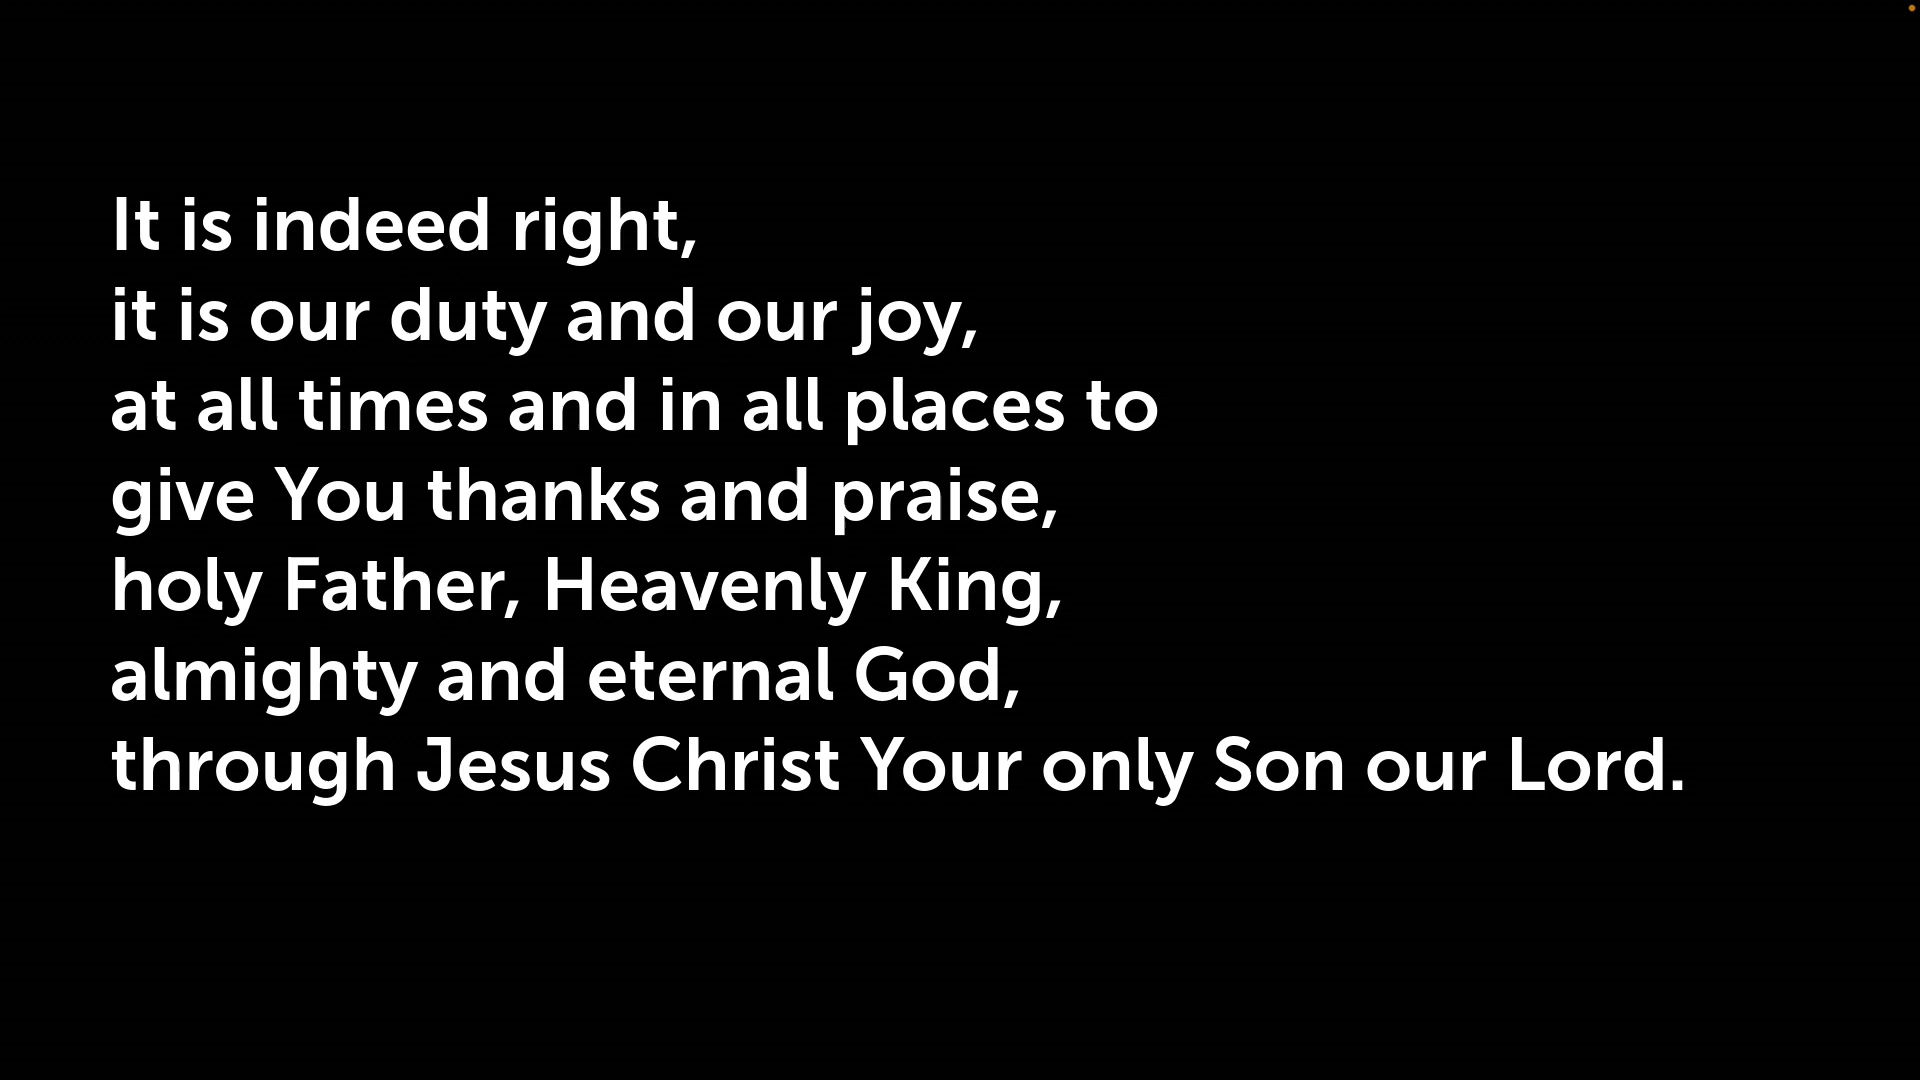 It is indeed right,
it is our duty and our joy,
at all times and in all places to
give You thanks and praise,
holy Father, Heavenly King,
almighty and eternal God,
through Jesus Christ Your only Son our Lord.